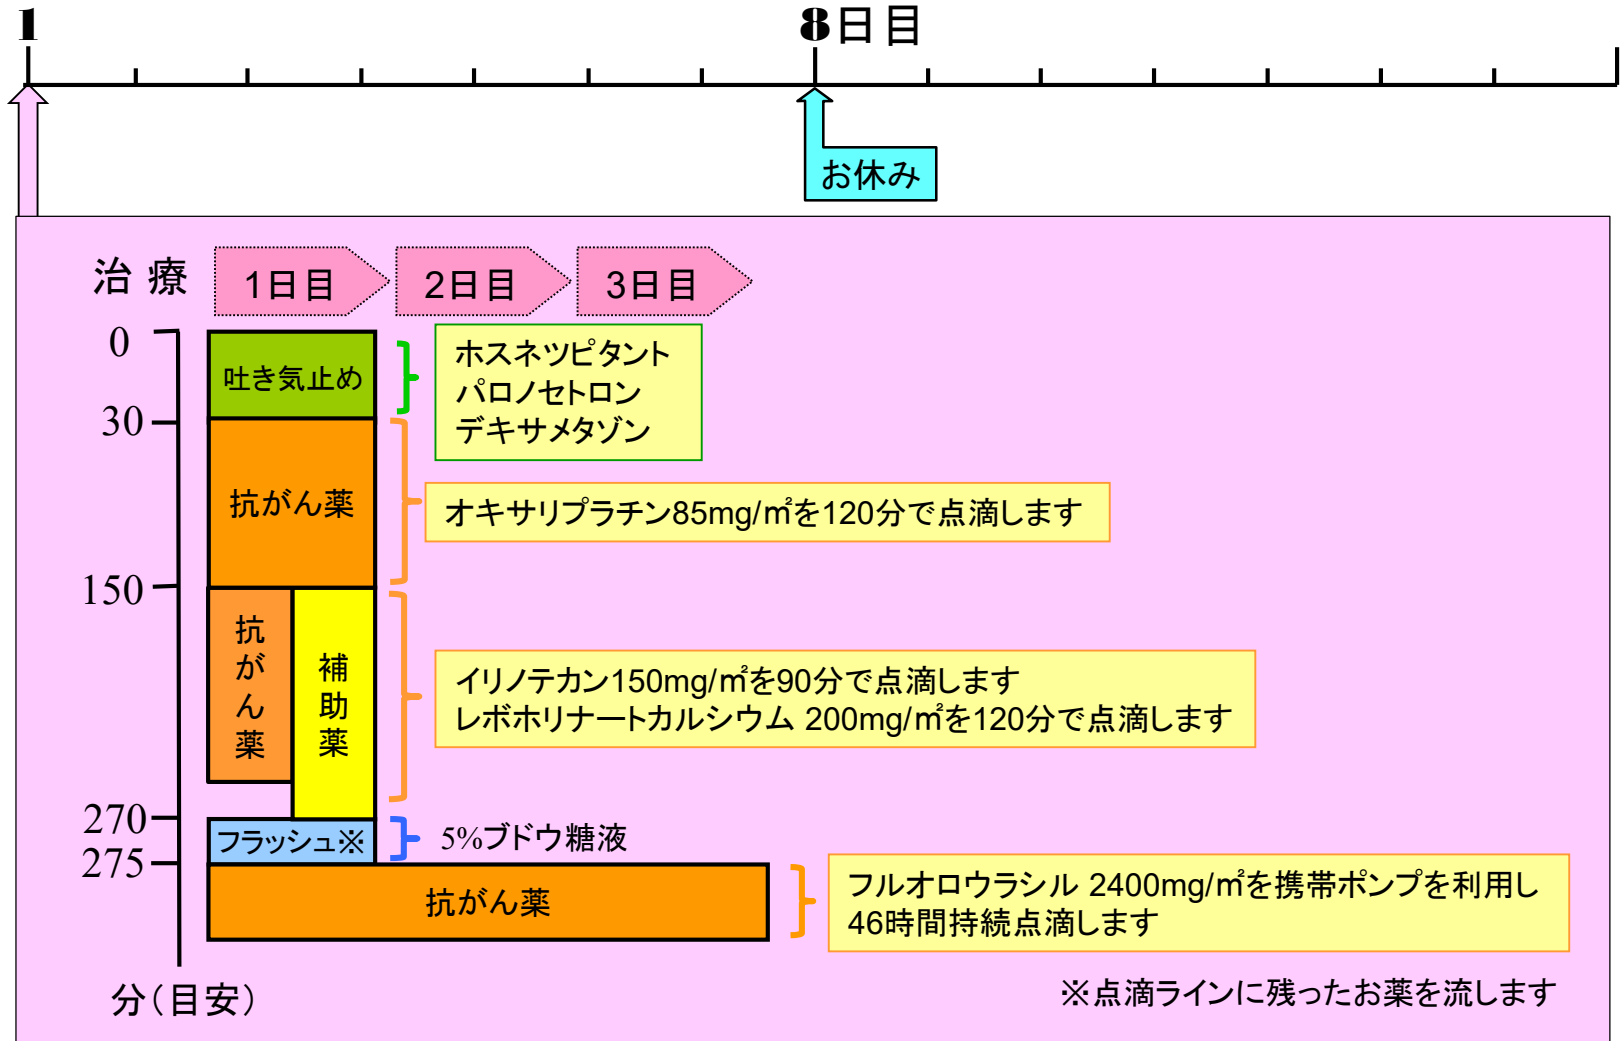 1
8日目
お休み
治 療
1日目
2日目
3日目
0
吐き気止め
ホスネツピタント
パロノセトロン
デキサメタゾン
30
抗がん薬
オキサリプラチン85mg/㎡を120分で点滴します
150
抗がん薬
補助薬
イリノテカン150mg/㎡を90分で点滴します
レボホリナートカルシウム 200mg/㎡を120分で点滴します
270
フラッシュ※
5%ブドウ糖液
275
抗がん薬
フルオロウラシル 2400mg/㎡を携帯ポンプを利用し
46時間持続点滴します
分(目安)
※点滴ラインに残ったお薬を流します